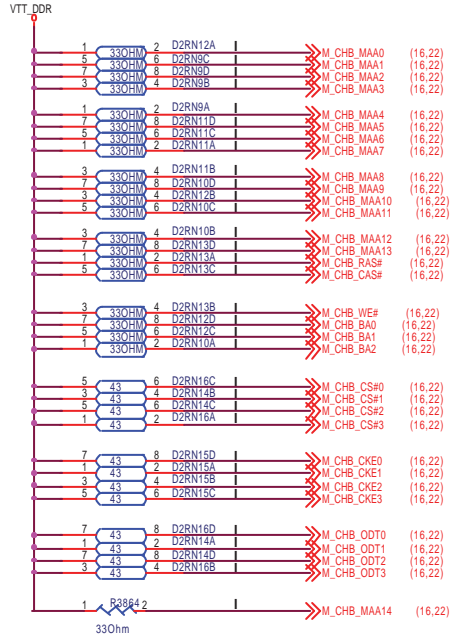 VTT_DDR
1 33OHM 2 D2RN12A M_CHB_MAA0 (16,22)
5 33OHM 6 D2RN9C M_CHB_MAA1 (16,22)
7 33OHM 8 D2RN9D M_CHB_MAA2 (16,22)
3 33OHM 4 D2RN9B M_CHB_MAA3 (16,22)
1 33OHM 2 D2RN9A M_CHB_MAA4 (16,22)
7 33OHM 8 D2RN11D M_CHB_MAA5 (16,22)
5 33OHM 6 D2RN11C M_CHB_MAA6 (16,22)
1 33OHM 2 D2RN11A M_CHB_MAA7 (16,22)
3 33OHM 4 D2RN11B M_CHB_MAA8 (16,22)
7 33OHM 8 D2RN10D M_CHB_MAA9 (16,22)
3 33OHM 4 D2RN12B M_CHB_MAA10 (16,22)
5 33OHM 6 D2RN10C M_CHB_MAA11 (16,22)
3 33OHM 4 D2RN10B M_CHB_MAA12 (16,22)
7 33OHM 8 D2RN13D M_CHB_MAA13 (16,22)
1 33OHM 2 D2RN13A M_CHB_RAS# (16,22)
5 33OHM 6 D2RN13C M_CHB_CAS# (16,22)
3 33OHM 4 D2RN13B M_CHB_WE# (16,22)
7 33OHM 8 D2RN12D M_CHB_BA0 (16,22)
5 33OHM 6 D2RN12C M_CHB_BA1 (16,22)
1 33OHM 2 D2RN10A M_CHB_BA2 (16,22)
5 43 6 D2RN16C M_CHB_CS#0 (16,22)
3 43 4 D2RN14B M_CHB_CS#1 (16,22)
5 43 6 D2RN14C M_CHB_CS#2 (16,22)
1 43 2 D2RN16A M_CHB_CS#3 (16,22)
7 43 8 D2RN15D M_CHB_CKE0 (16,22)
1 43 2 D2RN15A M_CHB_CKE1 (16,22)
3 43 4 D2RN15B M_CHB_CKE2 (16,22)
5 43 6 D2RN15C M_CHB_CKE3 (16,22)
7 43 8 D2RN16D M_CHB_ODT0 (16,22)
1 43 2 D2RN14A M_CHB_ODT1 (16,22)
7 43 8 D2RN14D M_CHB_ODT2 (16,22)
3 43 4 D2RN16B M_CHB_ODT3 (16,22)
1 R3864 2 M_CHB_MAA14 (16,22)
33Ohm